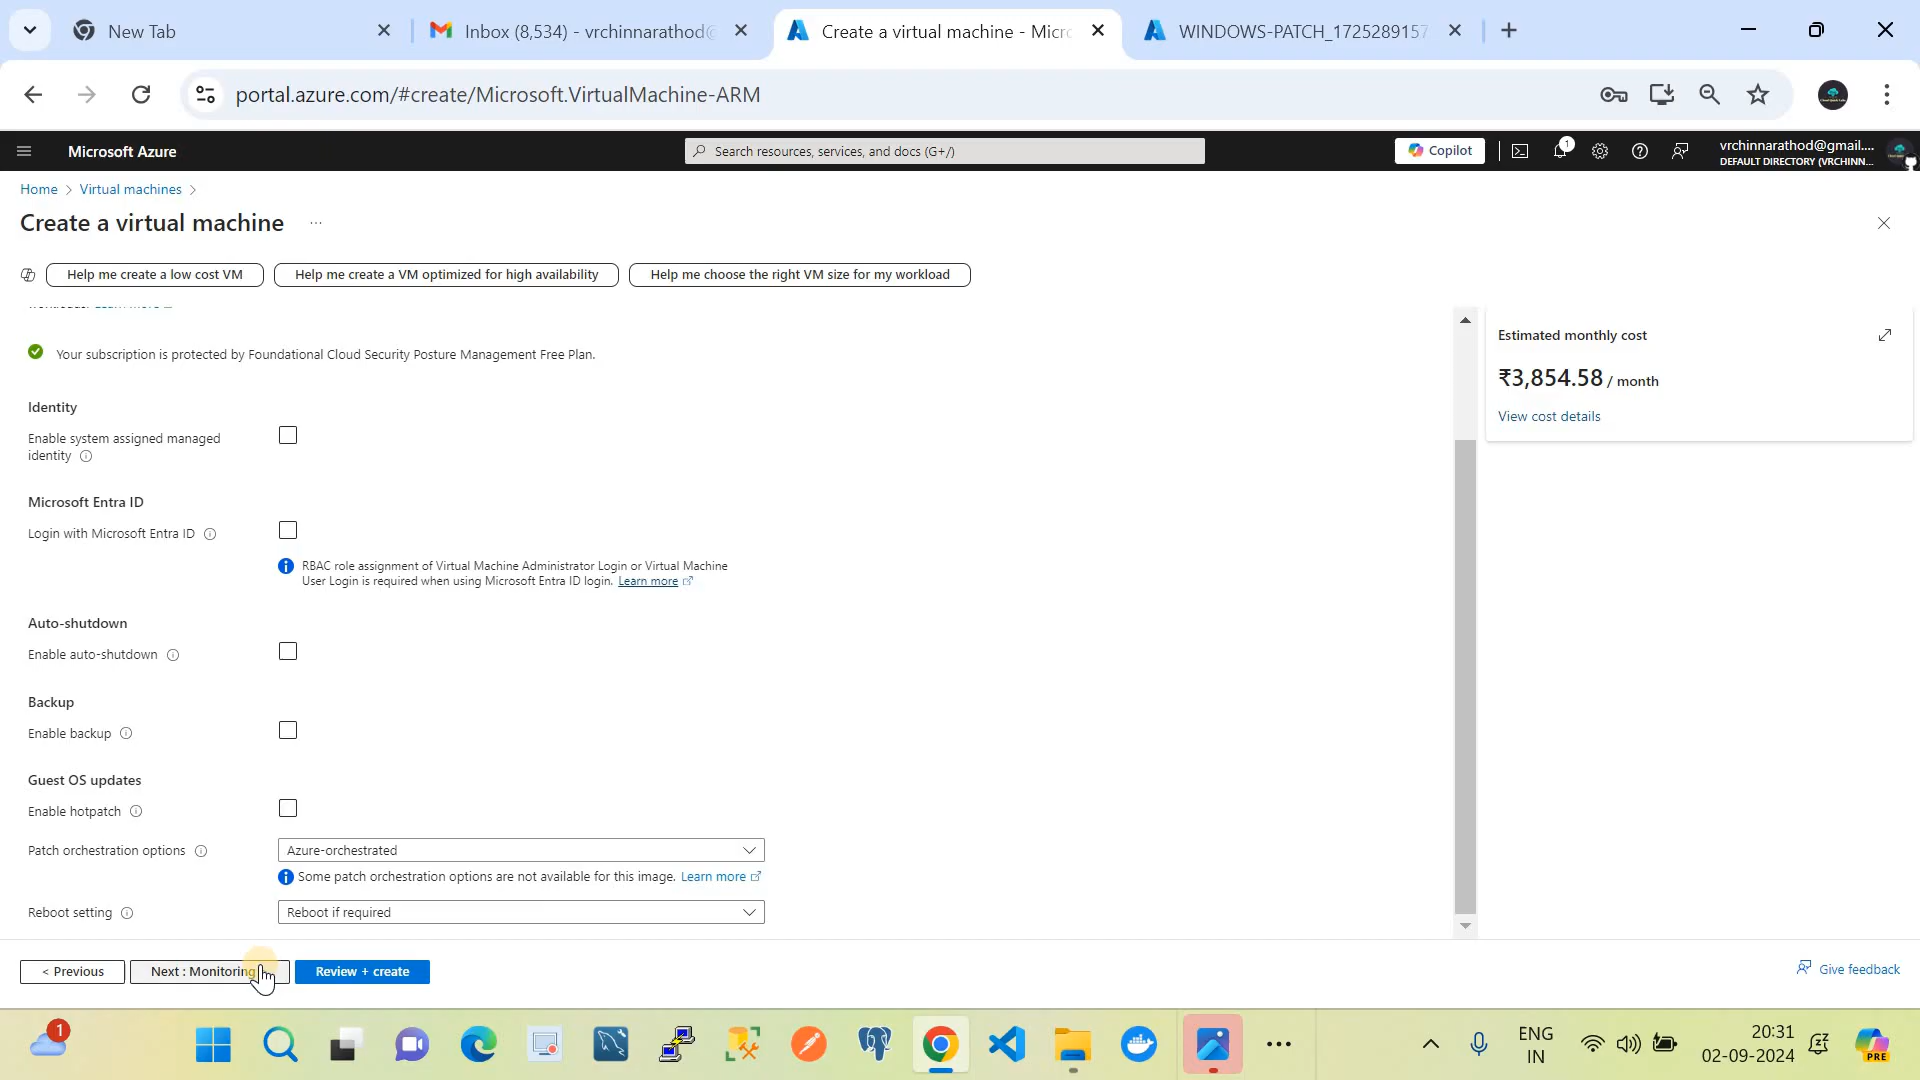 New Tab
Inbox (8,534) - vrchinnarathod@
Create a virtual machine - Micro
WINDOWS-PATCH_1725289157
portal.azure.com/#create/Microsoft.VirtualMachine-ARM
Microsoft Azure
Search resources, services, and docs (G+/)
Copilot
1
vrchinnarathod@gmail....
DEFAULT DIRECTORY (VRCHINN...
Home > Virtual machines >
Create a virtual machine ...
Help me create a low cost VM
Help me create a VM optimized for high availability
Help me choose the right VM size for my workload
Your subscription is protected by Foundational Cloud Security Posture Management Free Plan.
Estimated monthly cost
₹3,854.58 / month
View cost details
Identity
Enable system assigned managed
identity
Microsoft Entra ID
Login with Microsoft Entra ID
RBAC role assignment of Virtual Machine Administrator Login or Virtual Machine
User Login is required when using Microsoft Entra ID login. Learn more
Auto-shutdown
Enable auto-shutdown
Backup
Enable backup
Guest OS updates
Enable hotpatch
Patch orchestration options
Azure-orchestrated
Some patch orchestration options are not available for this image. Learn more
Reboot setting
Reboot if required
< Previous
Next : Monitoring
Review + create
Give feedback
1
ENG
IN
20:31
02-09-2024
PRE